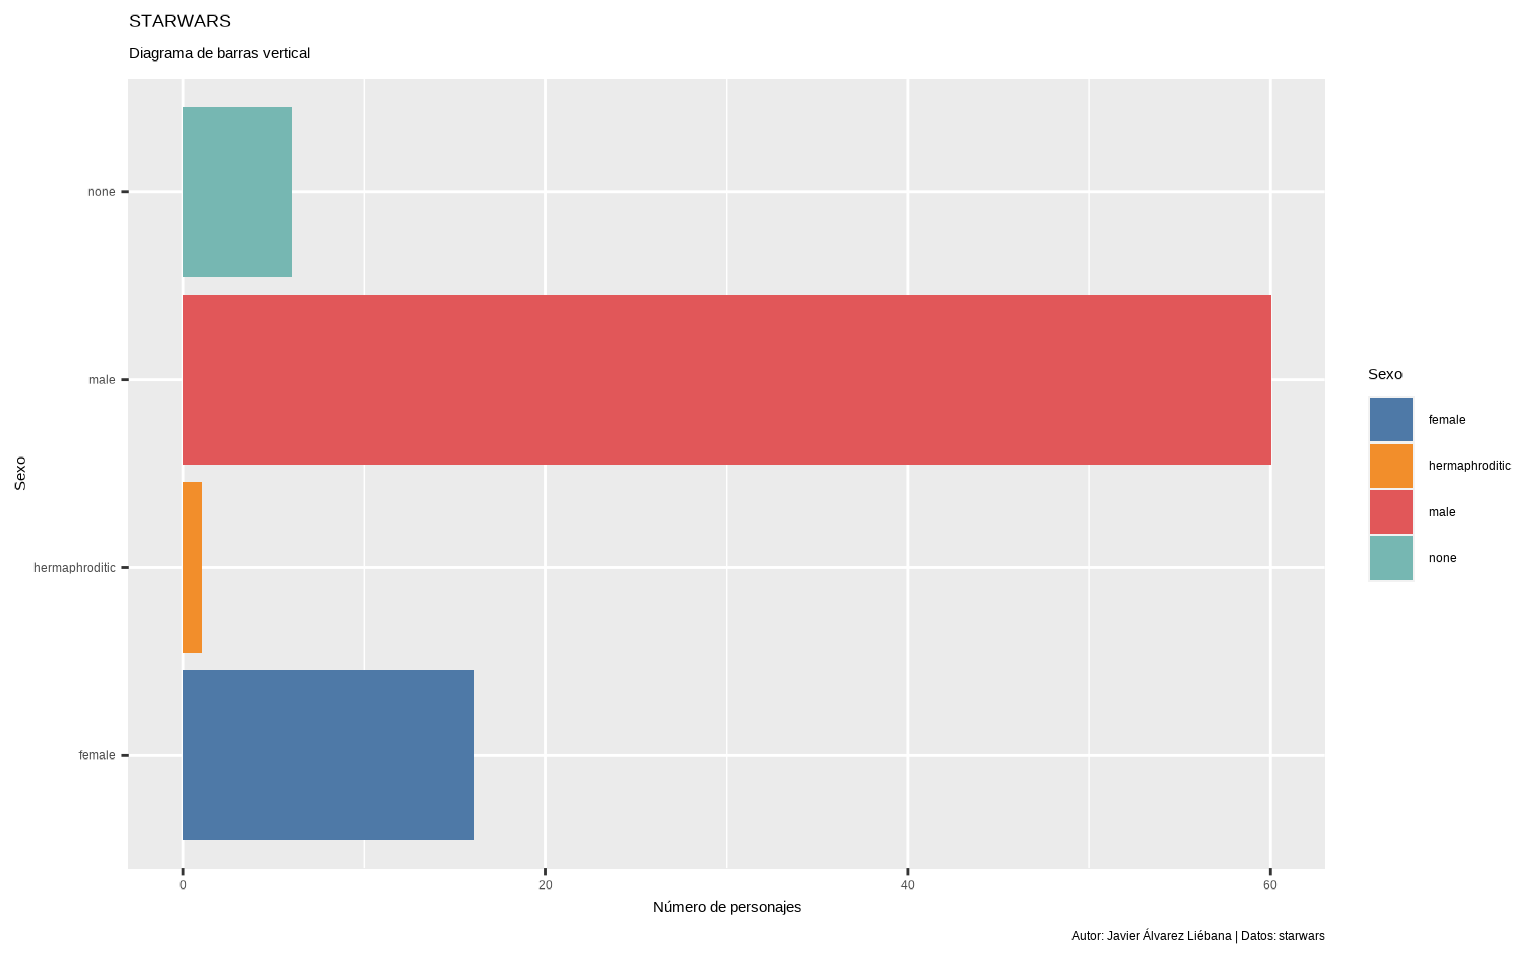 STARWARS
Diagrama de barras vertical
none
male
hermaphroditic
female
Sexo
0 20 40 60
Número de personajes
Sexo
female
hermaphroditic
male
none
Autor: Javier Álvarez Liébana | Datos: starwars